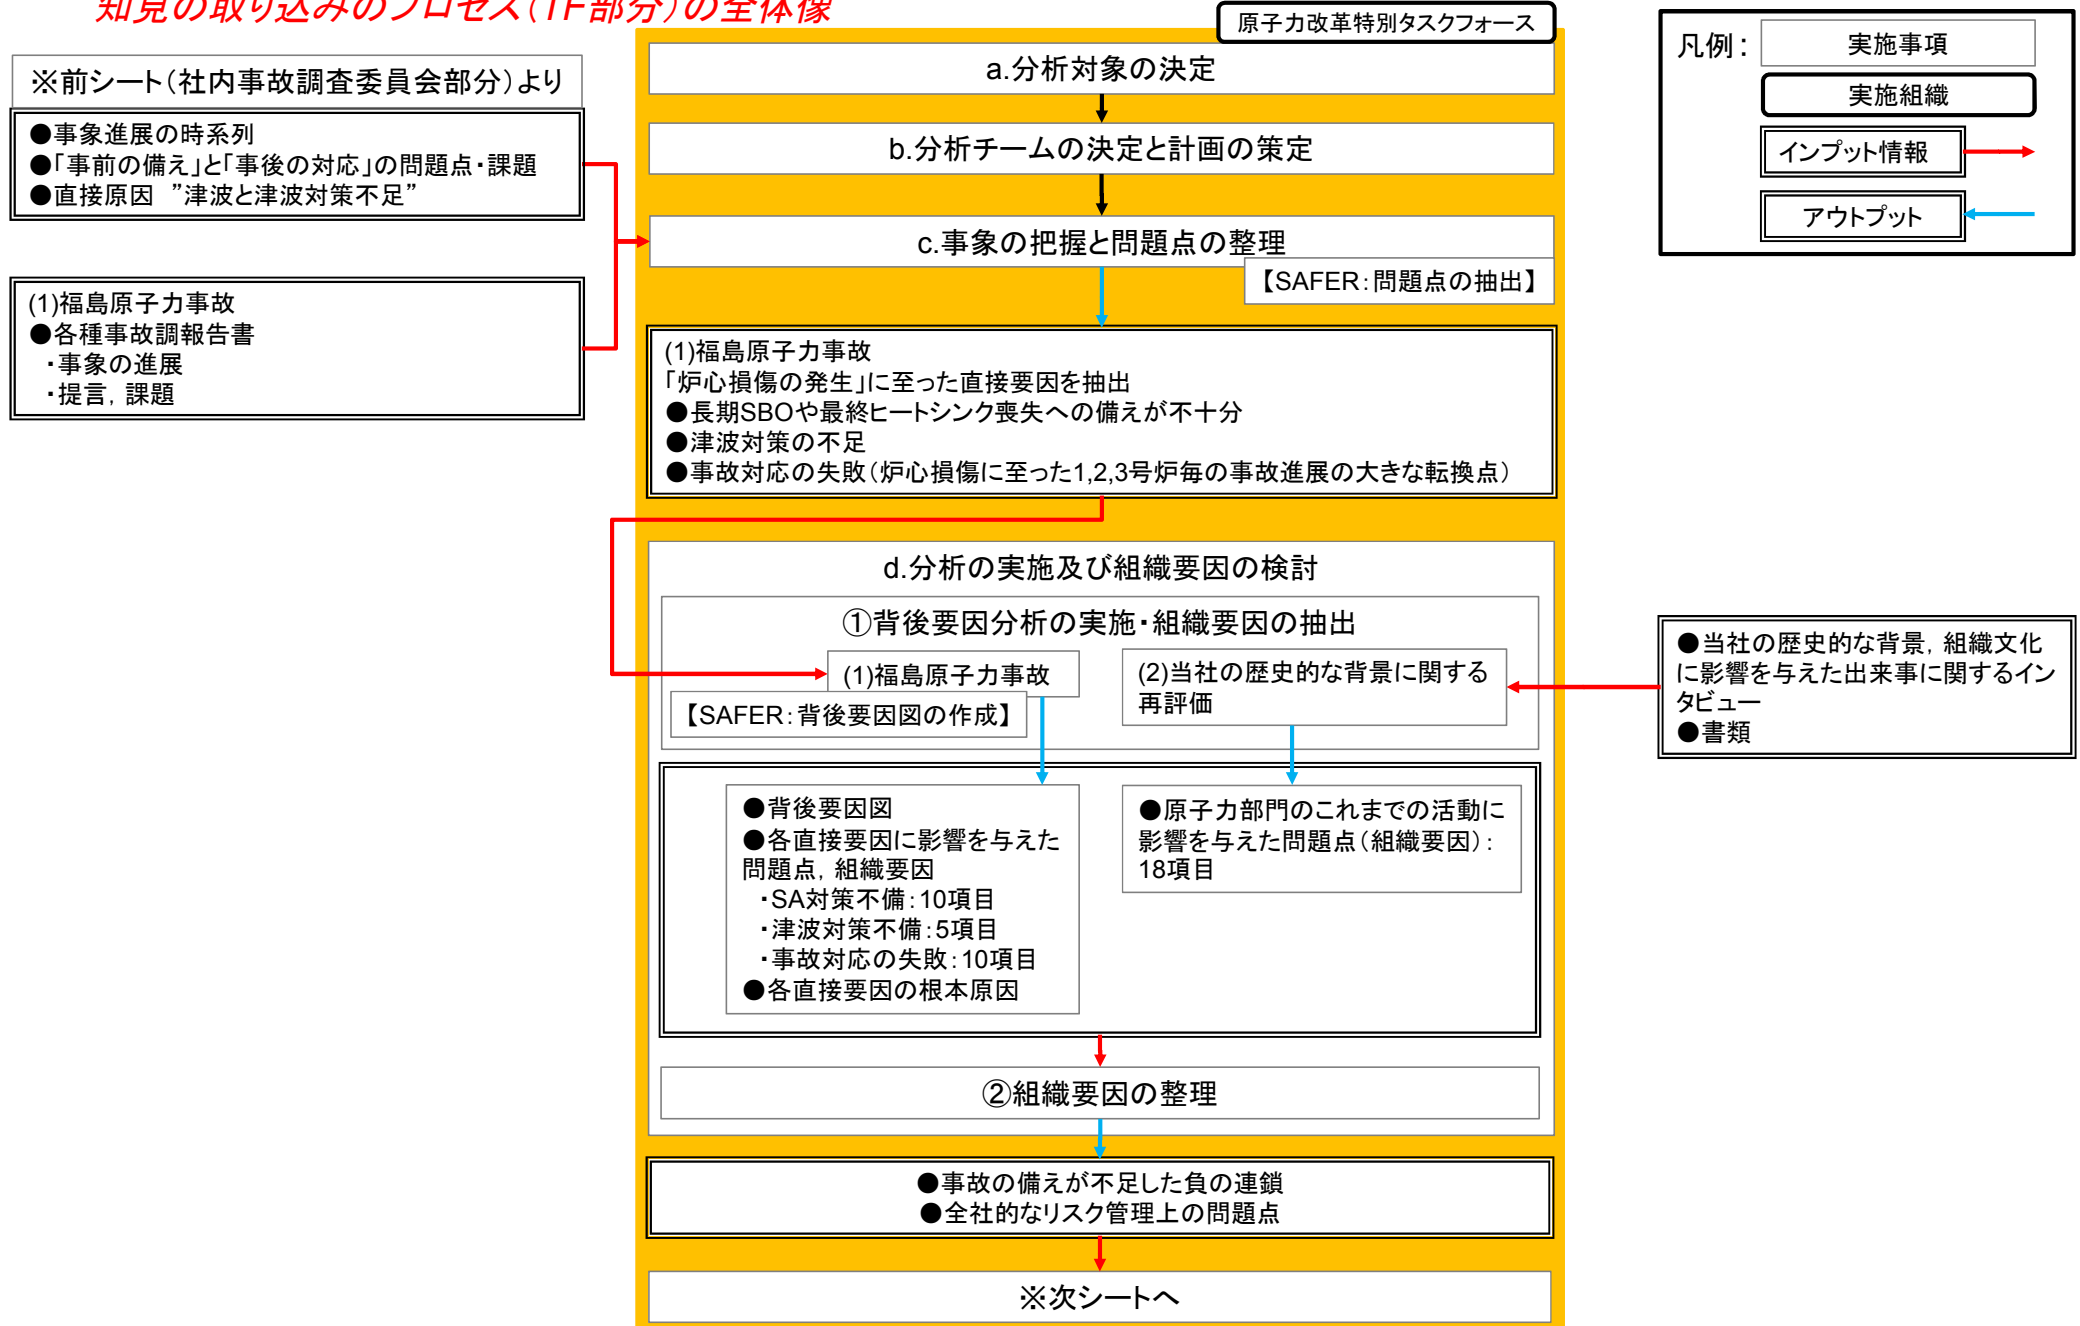 知見の取り込みのプロセス（TF部分）の全体像
原子力改革特別タスクフォース
※前シート（社内事故調査委員会部分）より
●事象進展の時系列
●「事前の備え」と「事後の対応」の問題点・課題
●直接原因 ”津波と津波対策不足”
(1)福島原子力事故
●各種事故調報告書
・事象の進展
・提言，課題
a.分析対象の決定
b.分析チームの決定と計画の策定
c.事象の把握と問題点の整理
【SAFER：問題点の抽出】
(1)福島原子力事故
「炉心損傷の発生」に至った直接要因を抽出
●長期SBOや最終ヒートシンク喪失への備えが不十分
●津波対策の不足
●事故対応の失敗（炉心損傷に至った1,2,3号炉毎の事故進展の大きな転換点）
d.分析の実施及び組織要因の検討
①背後要因分析の実施・組織要因の抽出
(1)福島原子力事故
【SAFER：背後要因図の作成】
(2)当社の歴史的な背景に関する
再評価
●背後要因図
●各直接要因に影響を与えた
問題点，組織要因
・SA対策不備：10項目
・津波対策不備：5項目
・事故対応の失敗：10項目
●各直接要因の根本原因
●原子力部門のこれまでの活動に
影響を与えた問題点（組織要因）：
18項目
②組織要因の整理
●事故の備えが不足した負の連鎖
●全社的なリスク管理上の問題点
※次シートへ
凡例：
実施事項
実施組織
インプット情報
アウトプット
●当社の歴史的な背景，組織文化
に影響を与えた出来事に関するイン
タビュー
●書類